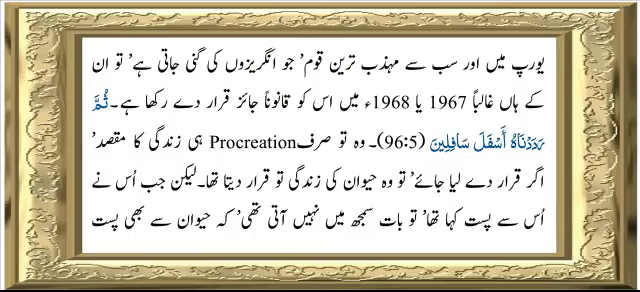 یورپ میں اور سب سے مہذب ترین قوم’ جو انگریزوں کی گنی جاتی ہے’ تو ان
کے ہاں غالباً 1967 یا 1968ء میں اس کو قانوناً جائز قرار دے رکھا ہے۔ ثُمَّ
رَدَدْنَاهُ أَسْفَلَ سَافِلِينَ (96:5)۔ وہ تو صرفProcreation ہی زندگی کا مقصد’
اگر قرار دے لیا جائے’ تو وہ حیوان کی زندگی تو قرار دیتا تھا۔لیکن جب اُس نے
اُس سے پست کہا تھا’ تو بات سمجھ میں نہیں آتی تھی’ کہ حیوان سے بھی پست